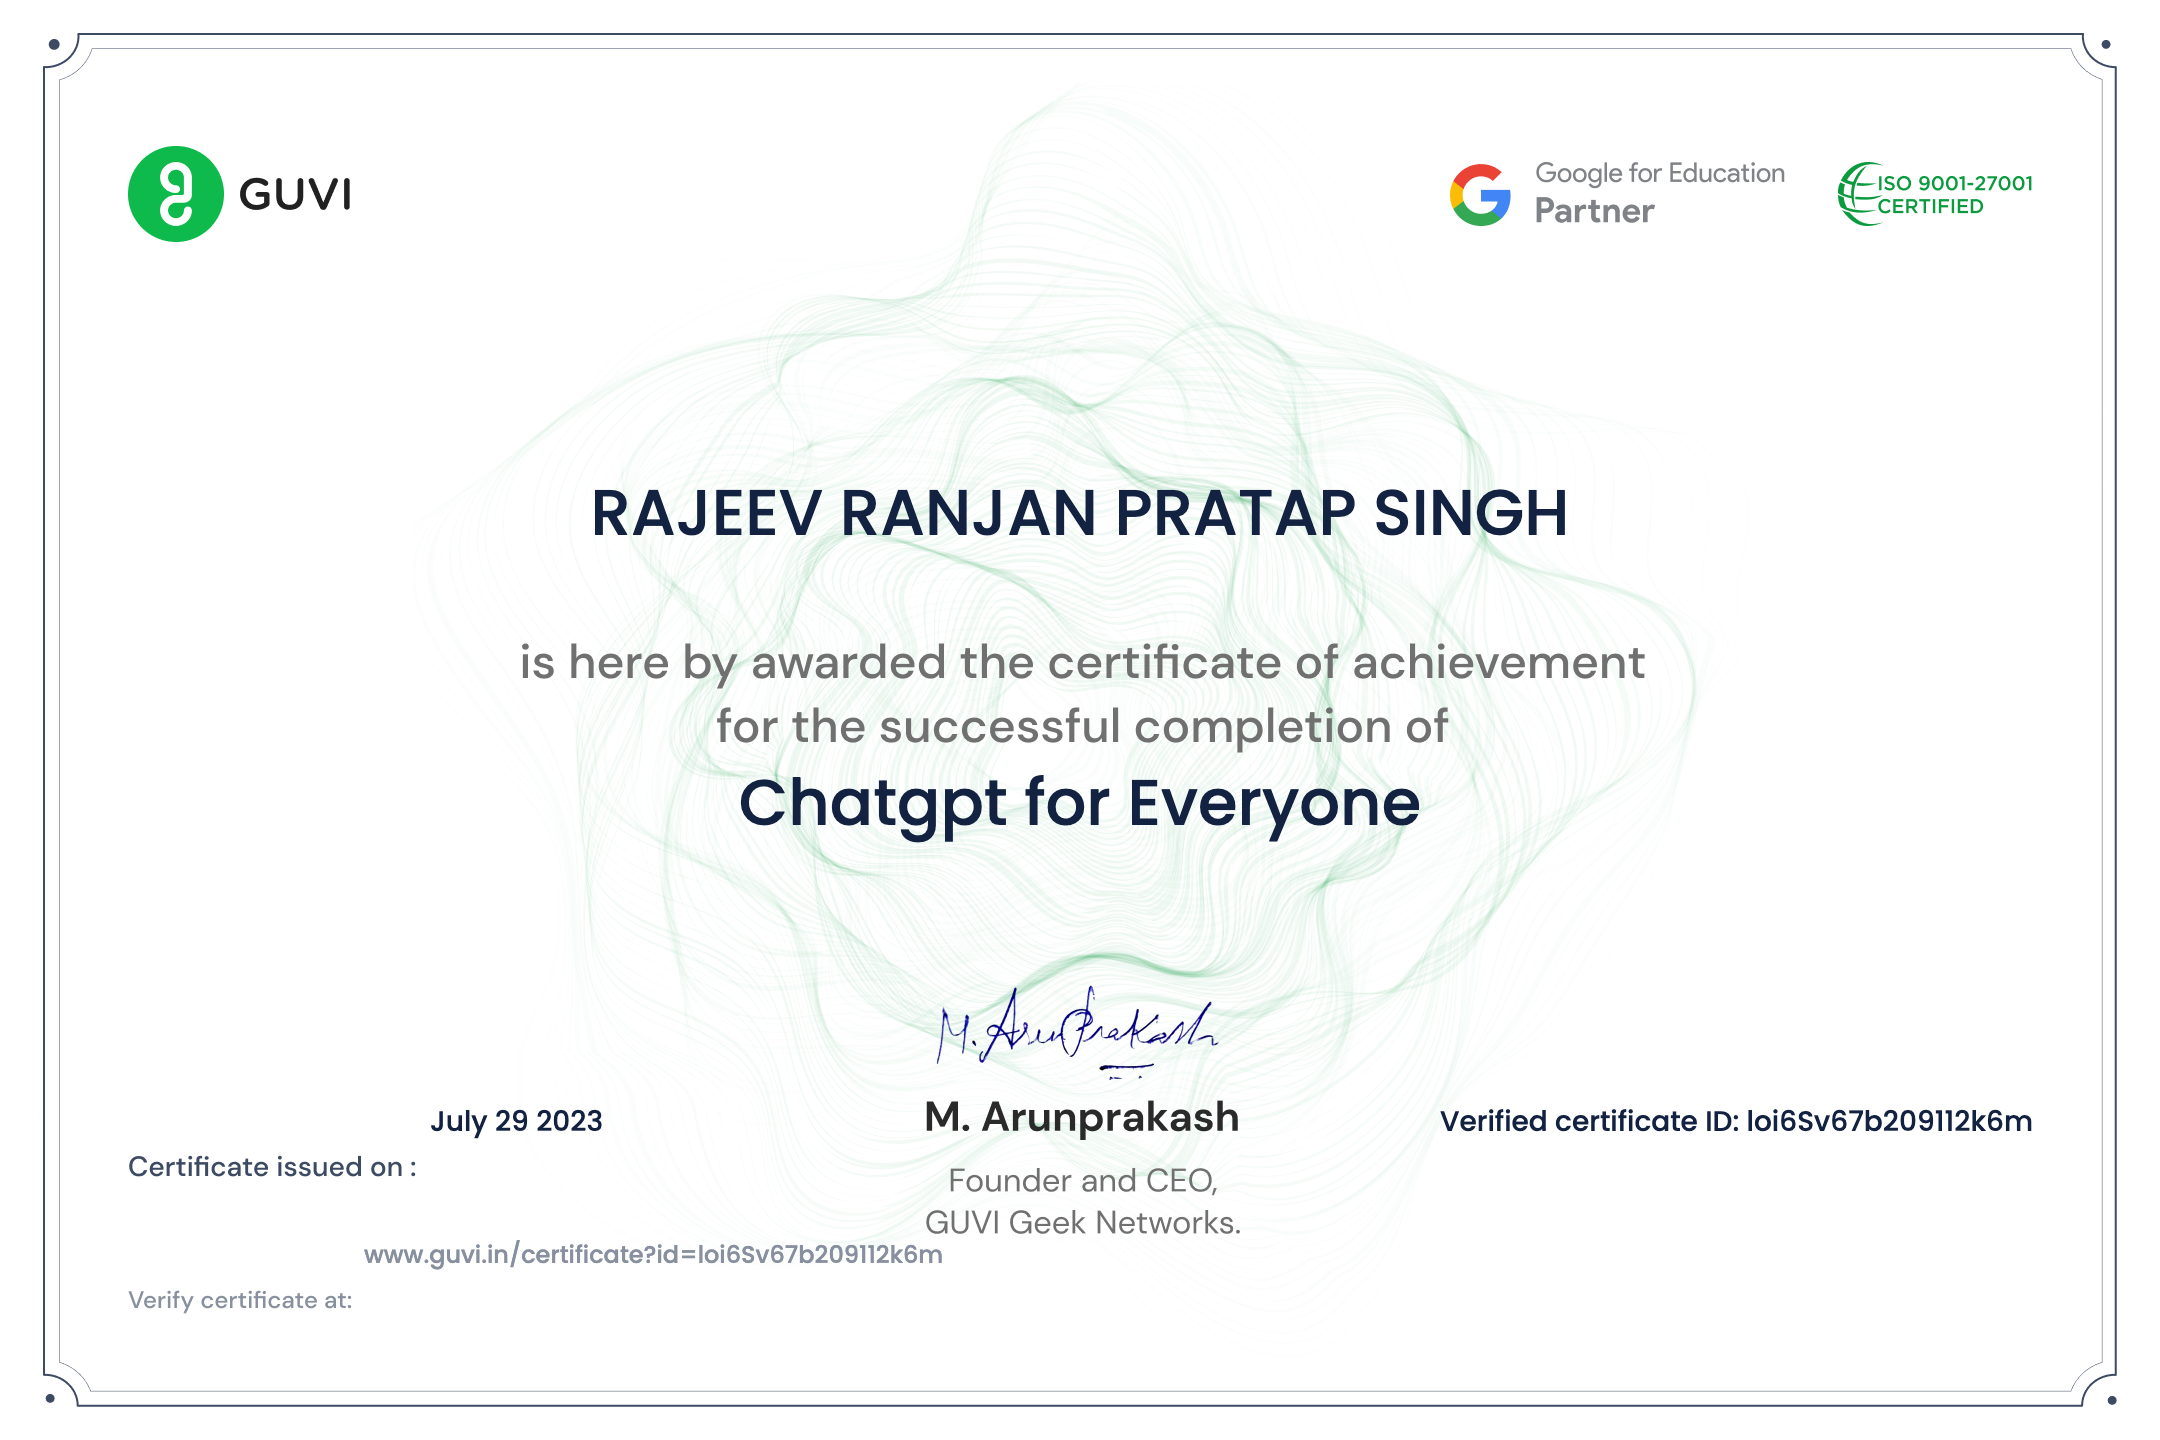 GUVI
Google for Education
Partner
ISO 9001-27001
CERTIFIED
RAJEEV RANJAN PRATAP SINGH
is here by awarded the certificate of achievement
for the successful completion of
Chatgpt for Everyone
M. ArunPrakash
M. Arunprakash
Founder and CEO,
GUVI Geek Networks.
July 29 2023
Certificate issued on :
www.guvi.in/certificate?id=loi6Sv67b209112k6m
Verify certificate at:
Verified certificate ID: loi6Sv67b209112k6m